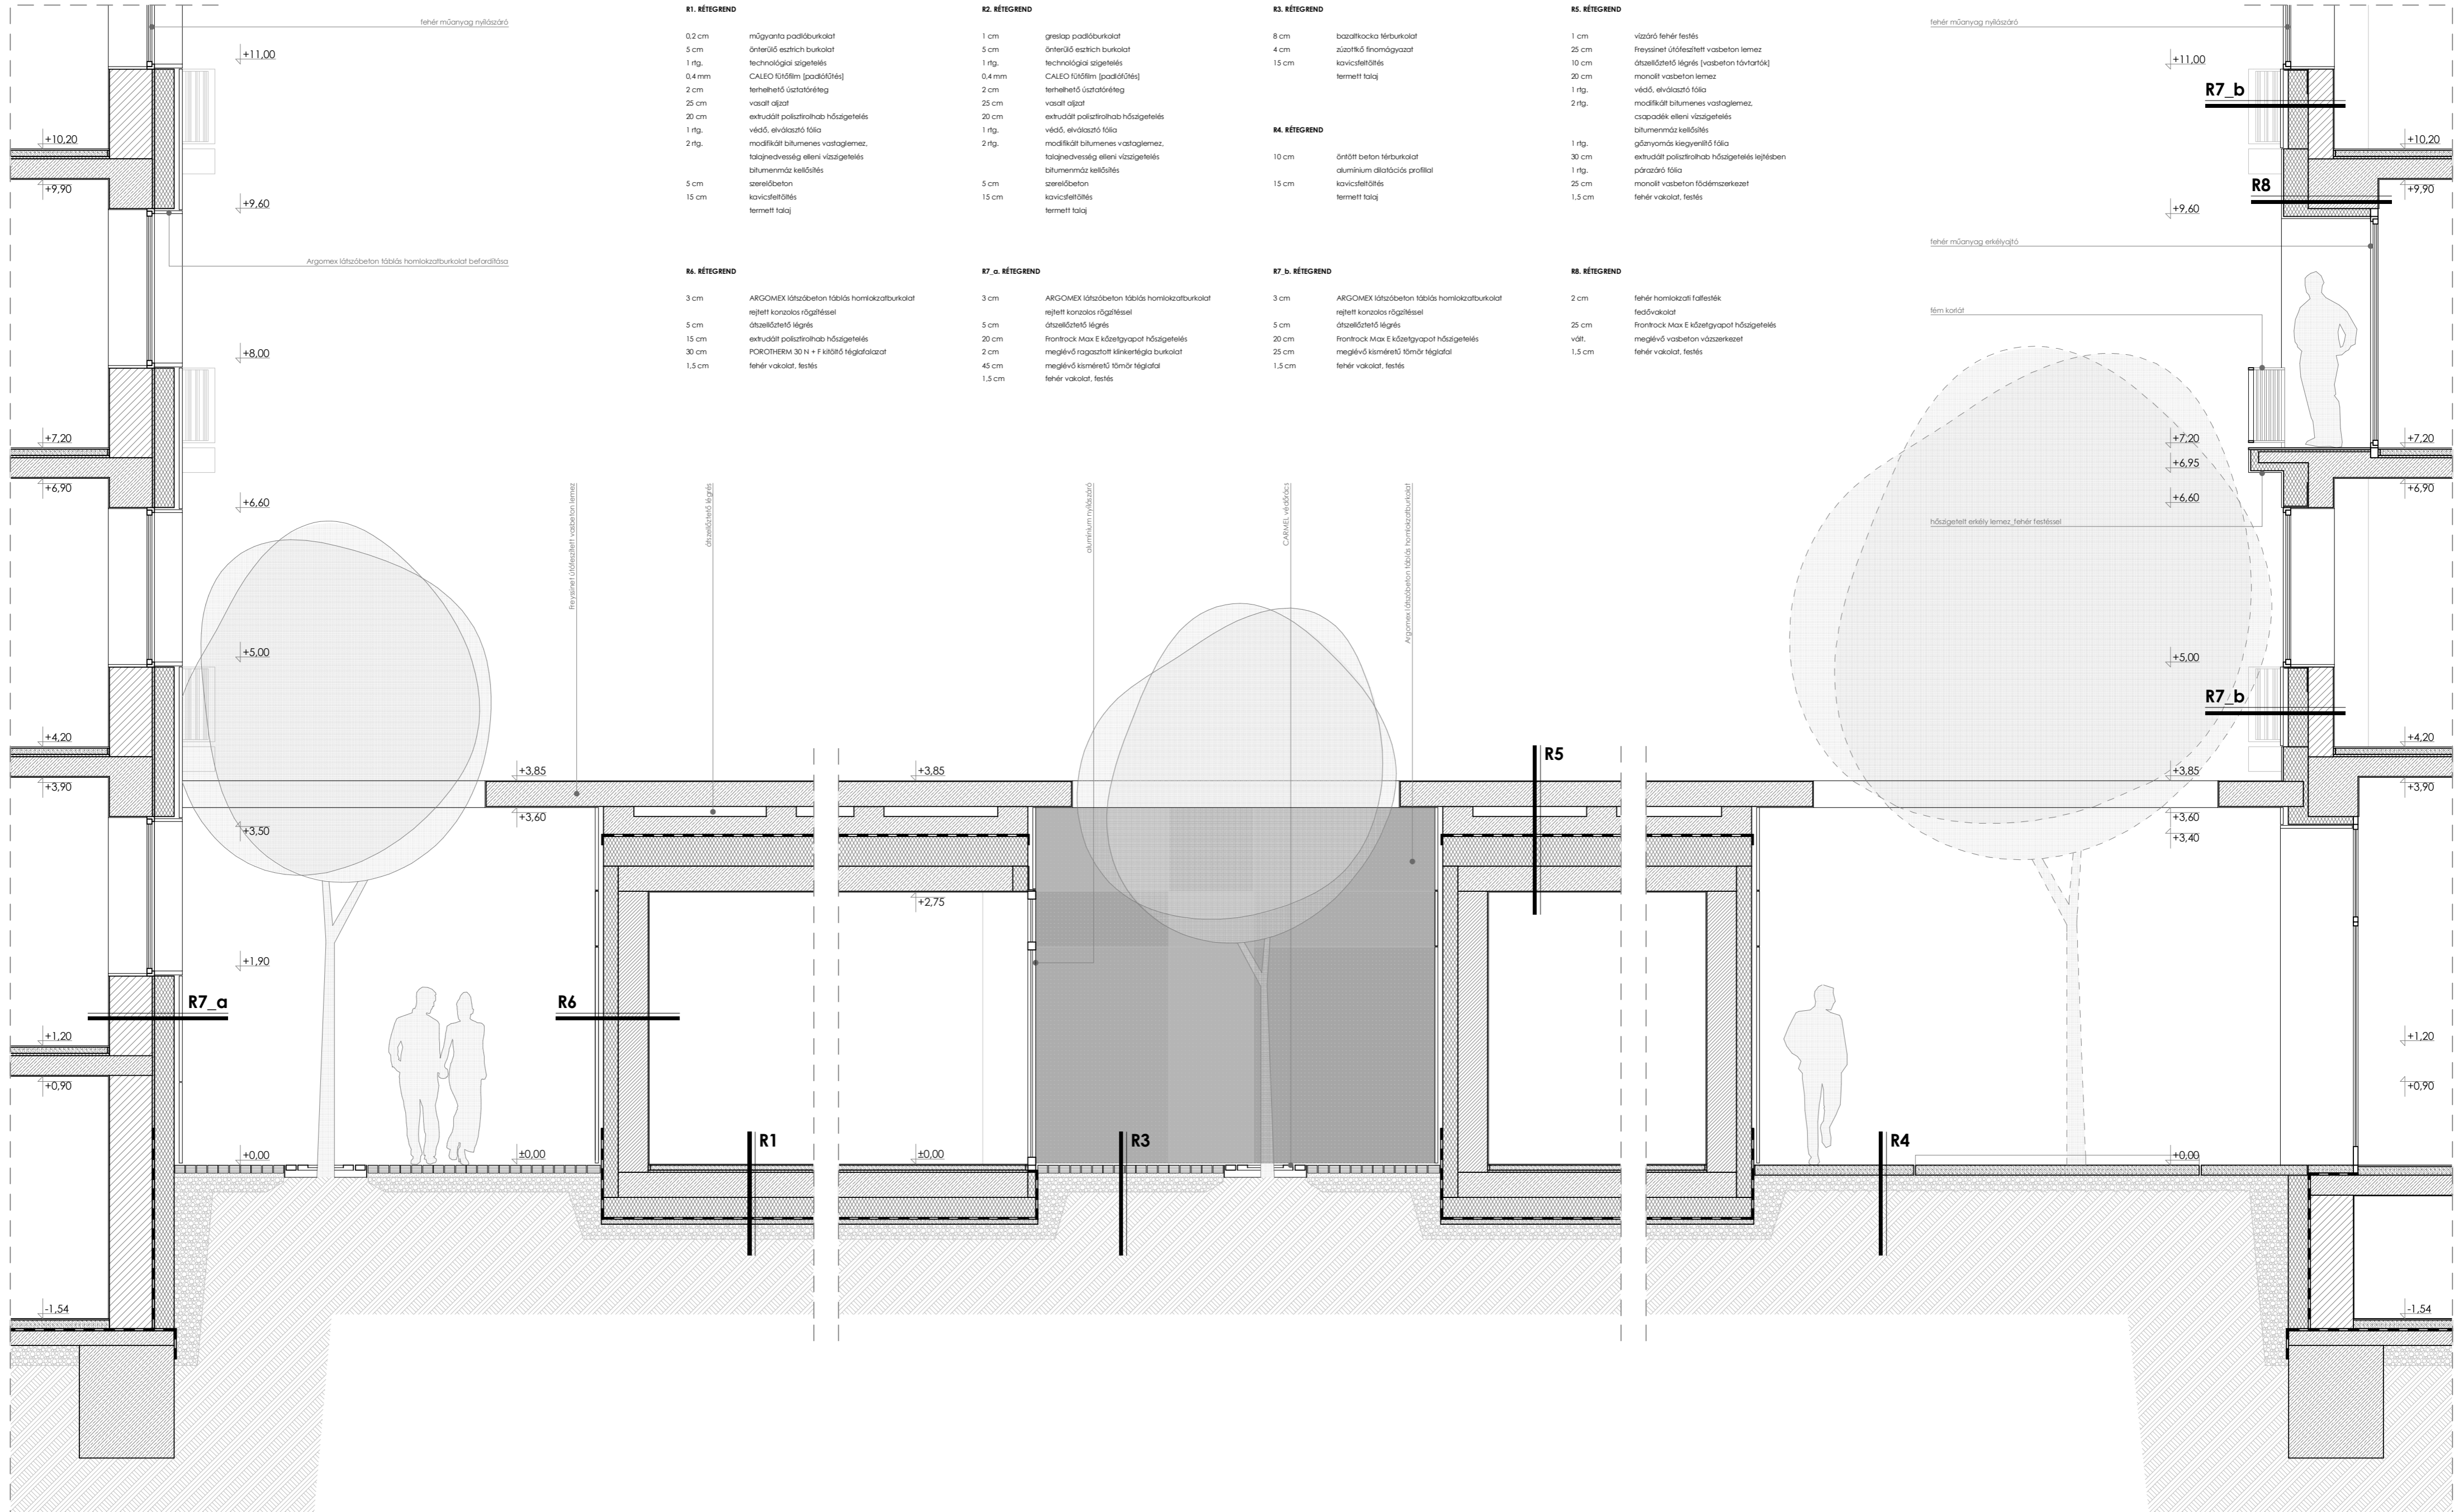 R1. RÉTEGREND
0,2 cm műgyanta padlóburkolat
5 cm önterülő esztrich burkolat
1 rtg. technológiai szigetelés
0,4 mm CALEO fűtőfilm [padlófűtés]
2 cm terhelhető úsztatóréteg
25 cm vasalt aljzat
20 cm extrudált polisztirolhab hőszigetelés
1 rtg. védő, elválasztó fólia
2 rtg. modifikált bitumenes vastaglemez,
talajnedvesség elleni vízszigetelés
bitumenmáz kellősítés
5 cm szerelőbeton
15 cm kavicsfeltöltés
termett talaj
R2. RÉTEGREND
1 cm greslap padlóburkolat
5 cm önterülő esztrich burkolat
1 rtg. technológiai szigetelés
0,4 mm CALEO fűtőfilm [padlófűtés]
2 cm terhelhető úsztatóréteg
25 cm vasalt aljzat
20 cm extrudált polisztirolhab hőszigetelés
1 rtg. védő, elválasztó fólia
2 rtg. modifikált bitumenes vastaglemez,
talajnedvesség elleni vízszigetelés
bitumenmáz kellősítés
5 cm szerelőbeton
15 cm kavicsfeltöltés
termett talaj
R3. RÉTEGREND
8 cm bazaltkocka térburkolat
4 cm zúzottkő finomágyazat
15 cm kavicsfeltöltés
termett talaj
R4. RÉTEGREND
10 cm öntött beton térburkolat
alumínium dilatációs profillal
15 cm kavicsfeltöltés
termett talaj
R5. RÉTEGREND
1 cm vízzáró fehér festés
25 cm Freyssinet útófeszített vasbeton lemez
10 cm átszellőztető légrés [vasbeton távtartók]
20 cm monolit vasbeton lemez
1 rtg. védő, elválasztó fólia
2 rtg. modifikált bitumenes vastaglemez,
csapadék elleni vízszigetelés
bitumenmáz kellősítés
1 rtg. gőznyomás kiegyenlítő fólia
30 cm extrudált polisztirolhab hőszigetelés lejtésben
1 rtg. párazáró fólia
25 cm monolit vasbeton födémszerkezet
1,5 cm fehér vakolat, festés
R6. RÉTEGREND
3 cm ARGOMEX látszóbeton táblás homlokzatburkolat
rejtett konzolos rögzítéssel
5 cm átszellőztető légrés
15 cm extrudált polisztirolhab hőszigetelés
30 cm POROTHERM 30 N + F kitöltő téglafalazat
1,5 cm fehér vakolat, festés
R7_a. RÉTEGREND
3 cm ARGOMEX látszóbeton táblás homlokzatburkolat
rejtett konzolos rögzítéssel
5 cm átszellőztető légrés
20 cm Frontrock Max E kőzetgyapot hőszigetelés
2 cm meglévő ragasztott klinkertégla burkolat
45 cm meglévő kisméretű tömör téglafal
1,5 cm fehér vakolat, festés
R7_b. RÉTEGREND
3 cm ARGOMEX látszóbeton táblás homlokzatburkolat
rejtett konzolos rögzítéssel
5 cm átszellőztető légrés
20 cm Frontrock Max E kőzetgyapot hőszigetelés
25 cm meglévő kisméretű tömör téglafal
1,5 cm fehér vakolat, festés
R8. RÉTEGREND
2 cm fehér homlokzati falfesték
fedővakolat
25 cm Frontrock Max E kőzetgyapot hőszigetelés
vált. meglévő vasbeton vázszerkezet
1,5 cm fehér vakolat, festés
fehér műanyag nyílászáró
+11,00
+10,20
+9,90
+9,60
Argomex látszóbeton táblás homlokzatburkolat befordítása
+8,00
+7,20
+6,90
+6,60
+5,00
+4,20
+3,90
+3,50
+1,90
R7_a
+1,20
+0,90
+0,00
-1,54
Freyssinet útófeszített vasbeton lemez
átszellőztető légrés
alumínium nyílászáró
CARMEL védőrács
Argomex látszóbeton táblás homlokzatburkolat
+3,85
+3,60
R6
±0,00
R1
+3,85
+2,75
±0,00
R3
R5
R4
fehér műanyag nyílászáró
+11,00
R7_b
+10,20
R8
+9,90
+9,60
fehér műanyag erkélyajtó
fém korlát
+7,20
+7,20
+6,95
+6,90
+6,60
hőszigetelt erkély lemez_fehér festéssel
+5,00
R7_b
+4,20
+3,85
+3,90
+3,60
+3,40
+1,20
+0,90
+0,00
-1,54